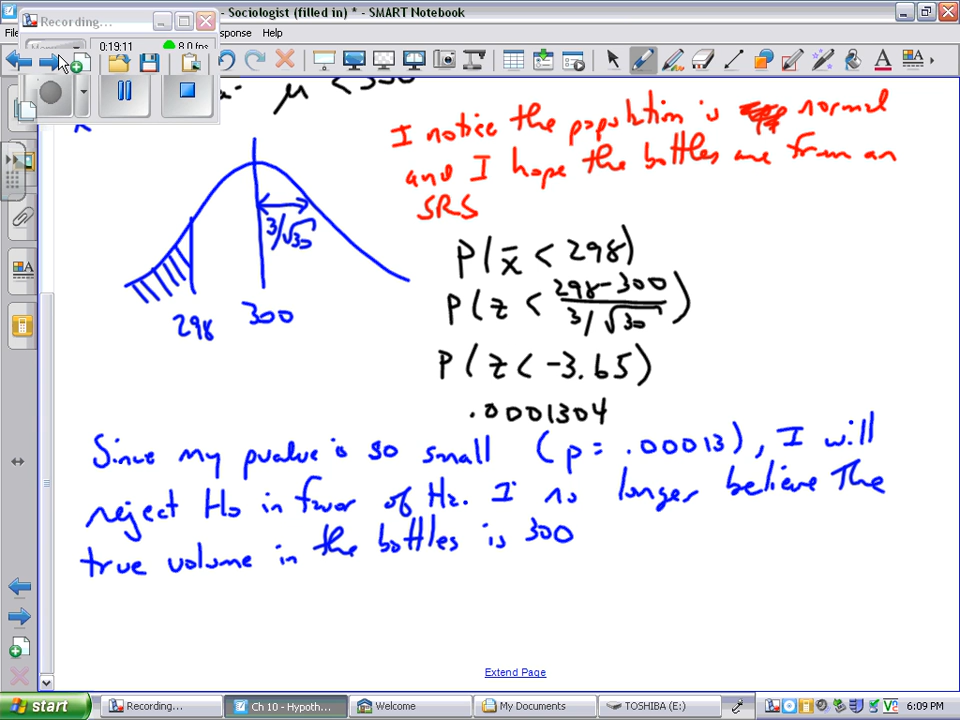 - Sociologist (filled in) * - SMART Notebook
Recording...
sponse Help
0:19:11 8.0 fps
μ < 300
I notice the population is normal
and I hope the bottles are from an
SRS
3/√30
298 300
P( x̄ < 298)
P( z < 298-300 / 3/√30 )
P( z < -3.65)
.0001304
Since my pvalue is so small (p = .00013), I will
reject Ho in favor of Ha. I no longer believe the
true volume in the bottles is 300
Extend Page
start Recording... Ch 10 - Hypoth... Welcome My Documents TOSHIBA (E:) 6:09 PM